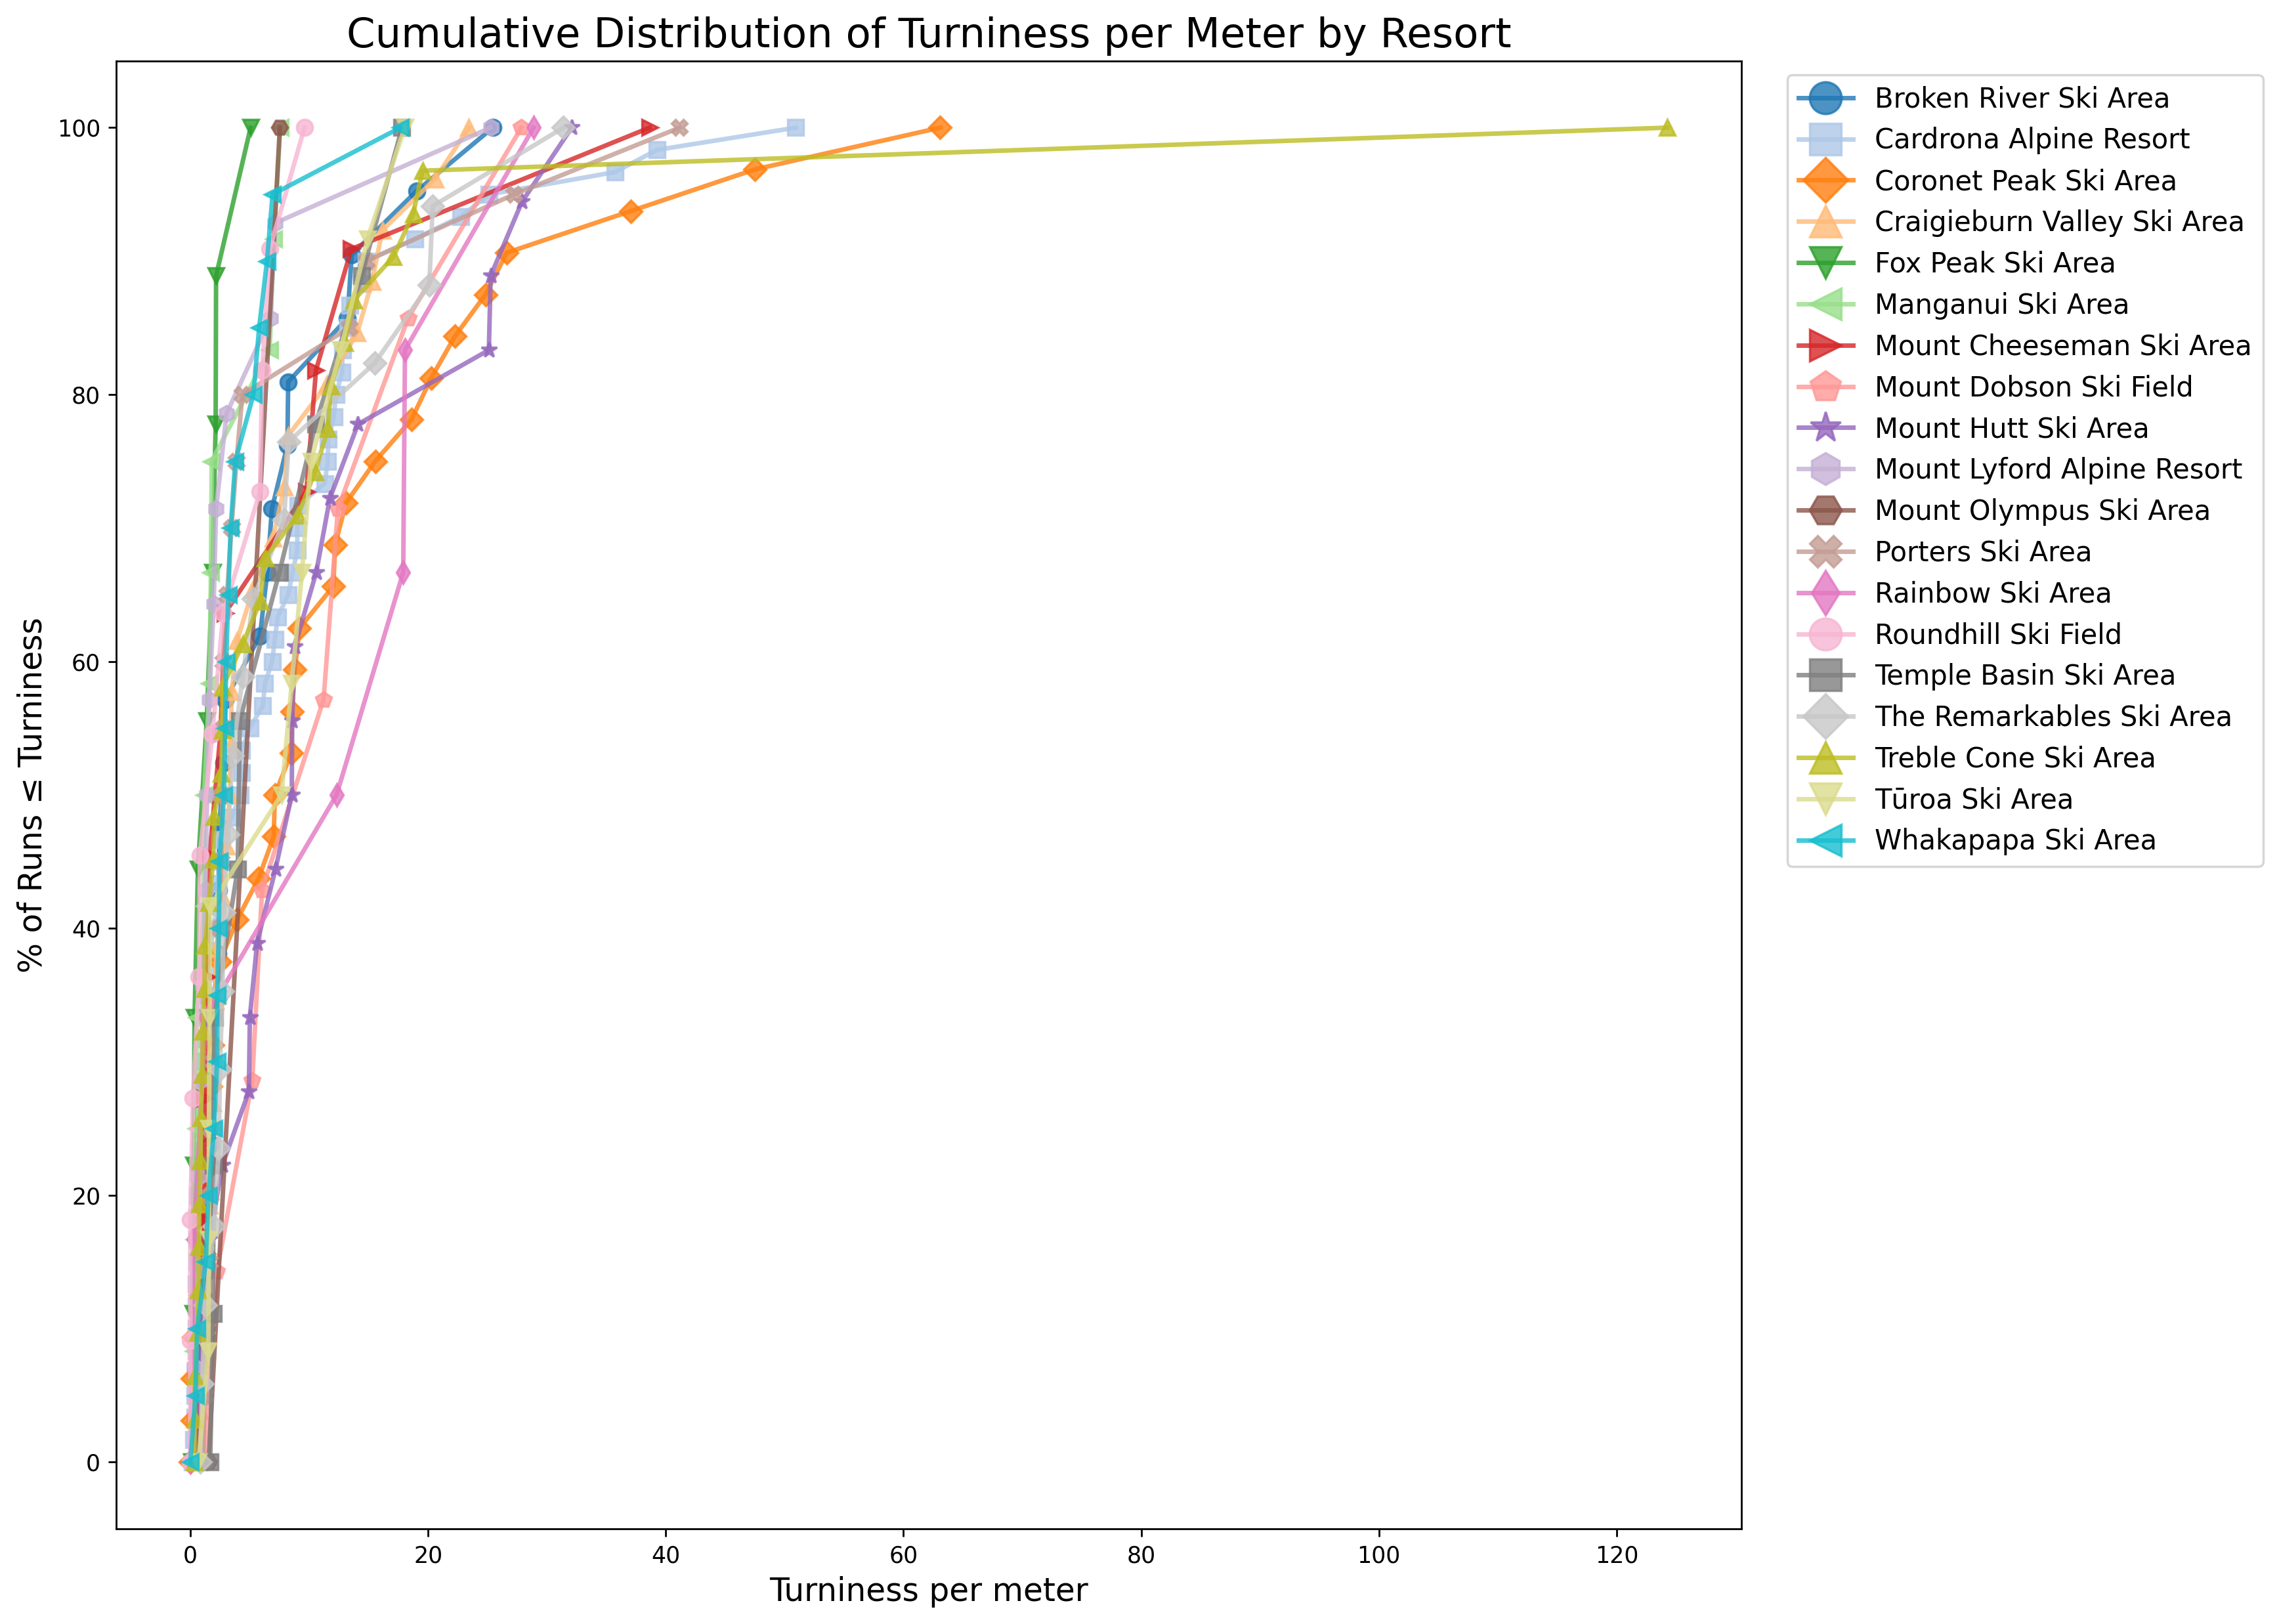 Cumulative Distribution of Turniness per Meter by Resort
% of Runs ≤ Turniness
100
80
60
40
20
0
0 20 40 60 80 100 120
Turniness per meter
Broken River Ski Area
Cardrona Alpine Resort
Coronet Peak Ski Area
Craigieburn Valley Ski Area
Fox Peak Ski Area
Manganui Ski Area
Mount Cheeseman Ski Area
Mount Dobson Ski Field
Mount Hutt Ski Area
Mount Lyford Alpine Resort
Mount Olympus Ski Area
Porters Ski Area
Rainbow Ski Area
Roundhill Ski Field
Temple Basin Ski Area
The Remarkables Ski Area
Treble Cone Ski Area
Tūroa Ski Area
Whakapapa Ski Area